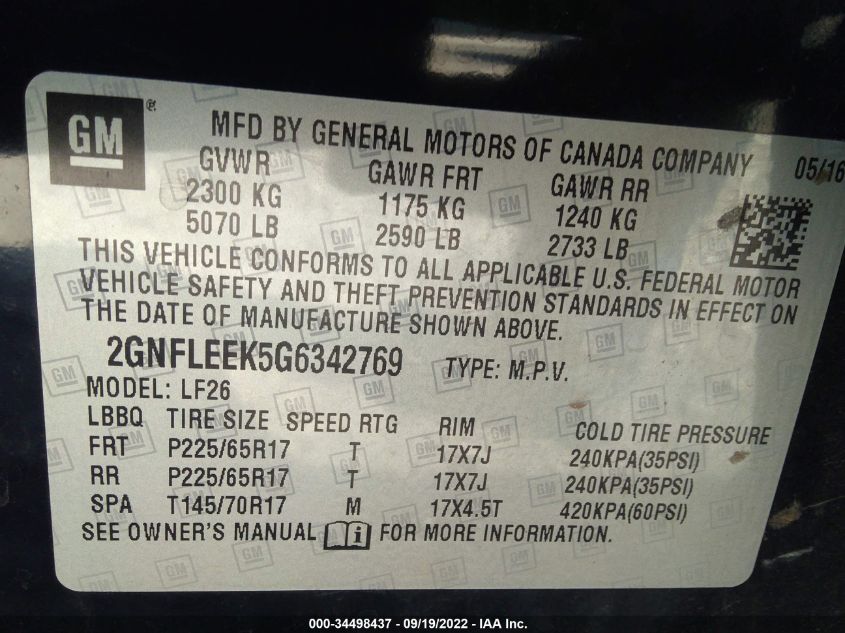 GM
MFD BY GENERAL MOTORS OF CANADA COMPANY 05/16
GVWR GAWR FRT GAWR RR
2300 KG 1175 KG 1240 KG
5070 LB 2590 LB 2733 LB
THIS VEHICLE CONFORMS TO ALL APPLICABLE U.S. FEDERAL MOTOR
VEHICLE SAFETY AND THEFT PREVENTION STANDARDS IN EFFECT ON
THE DATE OF MANUFACTURE SHOWN ABOVE.
2GNFLEEK5G6342769 TYPE: M.P.V.
MODEL: LF26
LBBQ TIRE SIZE SPEED RTG RIM COLD TIRE PRESSURE
FRT P225/65R17 T 17X7J 240KPA(35PSI)
RR P225/65R17 T 17X7J 240KPA(35PSI)
SPA T145/70R17 M 17X4.5T 420KPA(60PSI)
SEE OWNER'S MANUAL i FOR MORE INFORMATION.
000-34498437 - 09/19/2022 - IAA Inc.